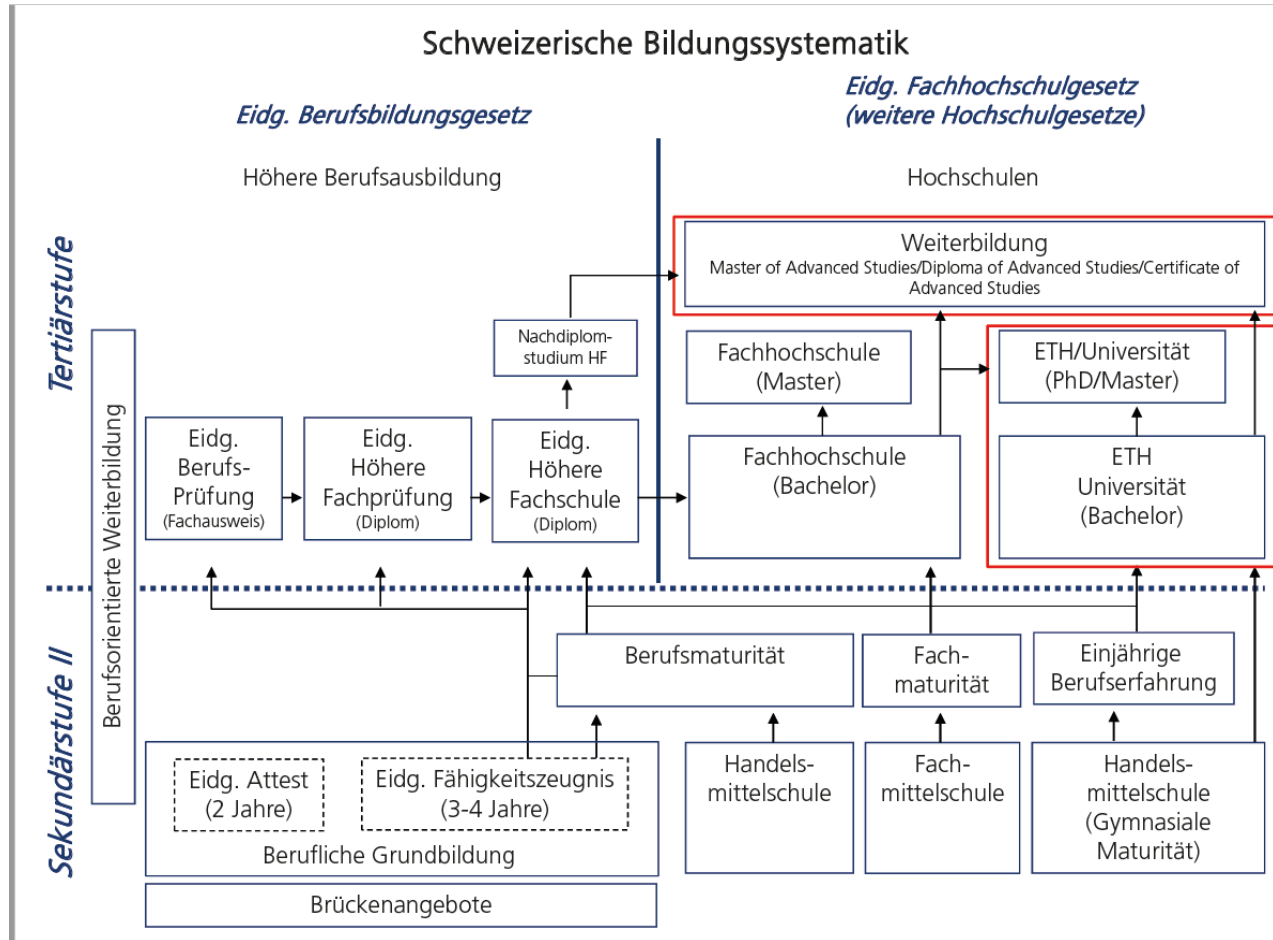 Schweizerische Bildungssystematik
Eidg. Berufsbildungsgesetz
Eidg. Fachhochschulgesetz
(weitere Hochschulgesetze)
Höhere Berufsausbildung
Hochschulen
Tertiärstufe
Weiterbildung
Master of Advanced Studies/Diploma of Advanced Studies/Certificate of
Advanced Studies
Nachdiplom-
studium HF
Fachhochschule
(Master)
ETH/Universität
(PhD/Master)
Berufsorientierte Weiterbildung
Eidg.
Berufs-
Prüfung
(Fachausweis)
Eidg.
Höhere
Fachprüfung
(Diplom)
Eidg.
Höhere
Fachschule
(Diplom)
Fachhochschule
(Bachelor)
ETH
Universität
(Bachelor)
Sekundärstufe II
Berufsmaturität
Fach-
maturität
Einjährige
Berufserfahrung
Eidg. Attest
(2 Jahre)
Eidg. Fähigkeitszeugnis
(3-4 Jahre)
Berufliche Grundbildung
Handels-
mittelschule
Fach-
mittelschule
Handels-
mittelschule
(Gymnasiale
Maturität)
Brückenangebote